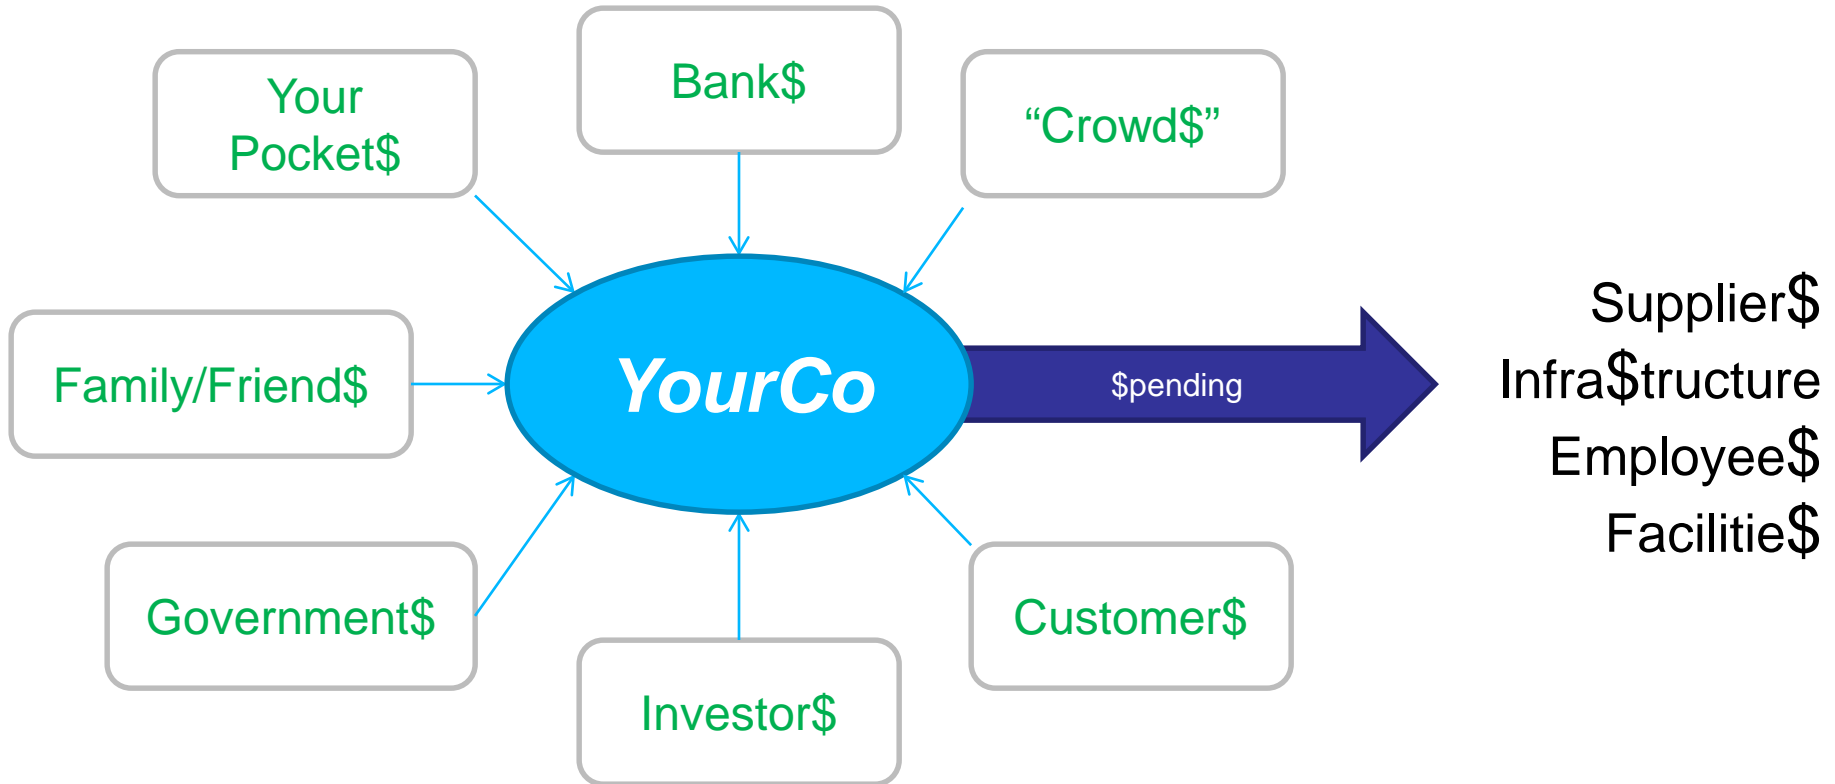 Bank$
Your
Pocket$
“Crowd$”
Family/Friend$
YourCo
$pending
Supplier$
Infra$tructure
Employee$
Facilitie$
Government$
Customer$
Investor$